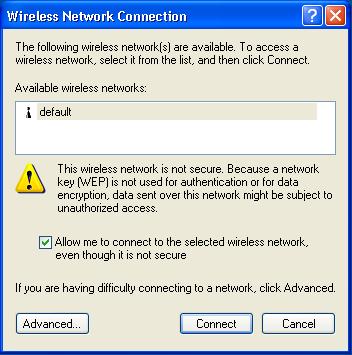 Wireless Network Connection
The following wireless network(s) are available. To access a
wireless network, select it from the list, and then click Connect.
Available wireless networks:
default
This wireless network is not secure. Because a network
key (WEP) is not used for authentication or for data
encryption, data sent over this network might be subject to
unauthorized access.
Allow me to connect to the selected wireless network,
even though it is not secure
If you are having difficulty connecting to a network, click Advanced.
Advanced... Connect Cancel